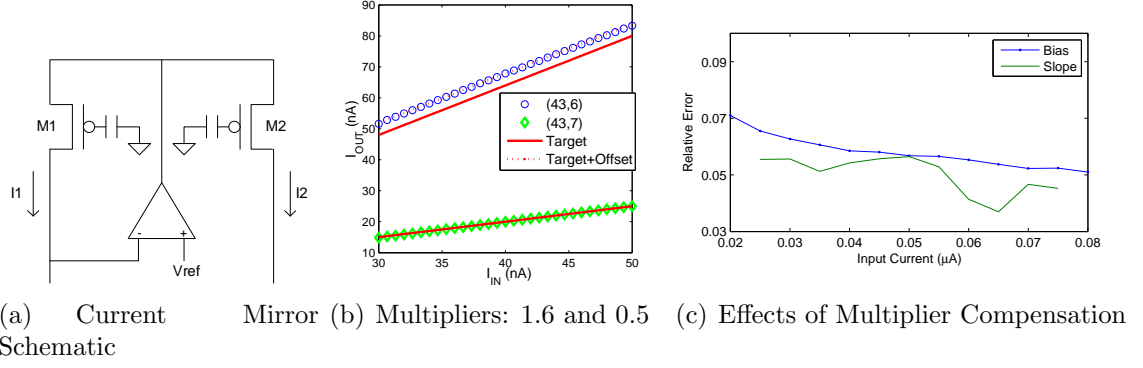 M1
M2
I1
I2
-
+
Vref
90
80
70
60
50
40
30
20
10
I_OUT (nA)
30
35
40
45
50
I_IN (nA)
(43,6)
(43,7)
Target
Target+Offset
0.09
0.07
0.05
0.03
Relative Error
0.02
0.03
0.04
0.05
0.06
0.07
0.08
Input Current (μA)
Bias
Slope
(a) Current Mirror
Schematic
(b) Multipliers: 1.6 and 0.5
(c) Effects of Multiplier Compensation